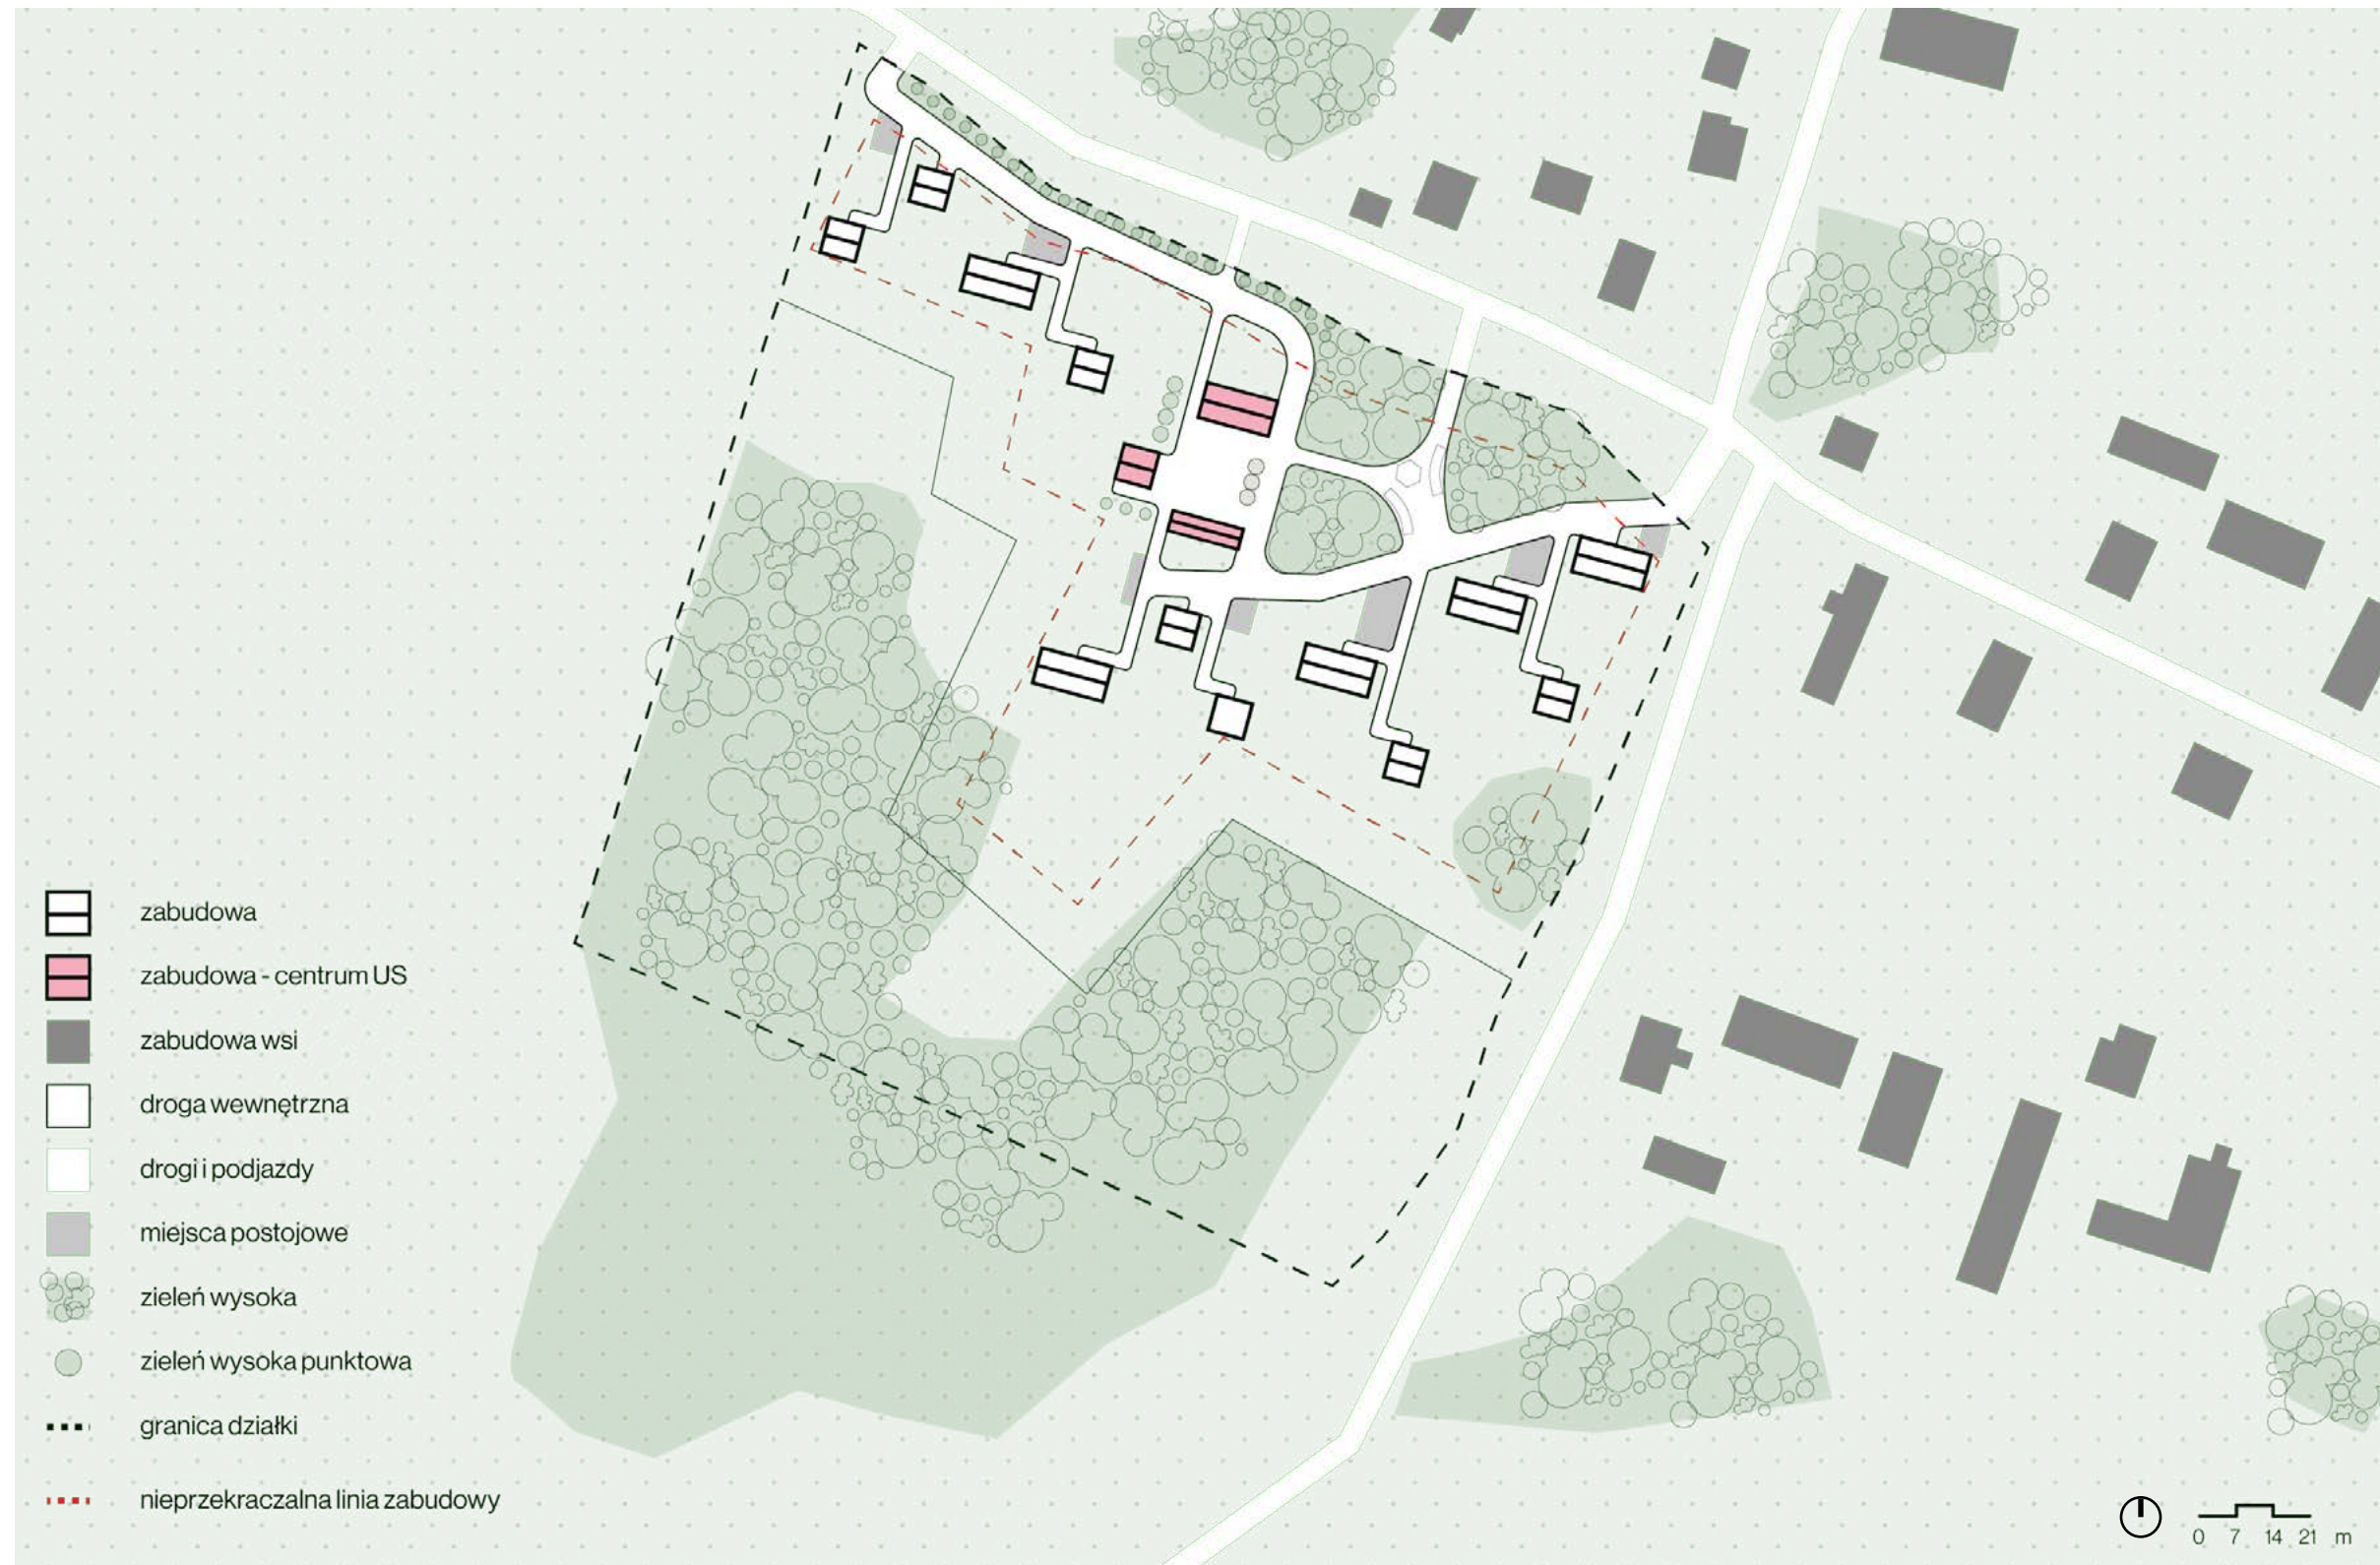 zabudowa
zabudowa - centrum US
zabudowa wsi
droga wewnętrzna
drogi i podjazdy
miejsca postojowe
zieleń wysoka
zieleń wysoka punktowa
granica działki
nieprzekraczalna linia zabudowy
0 7 14 21 m